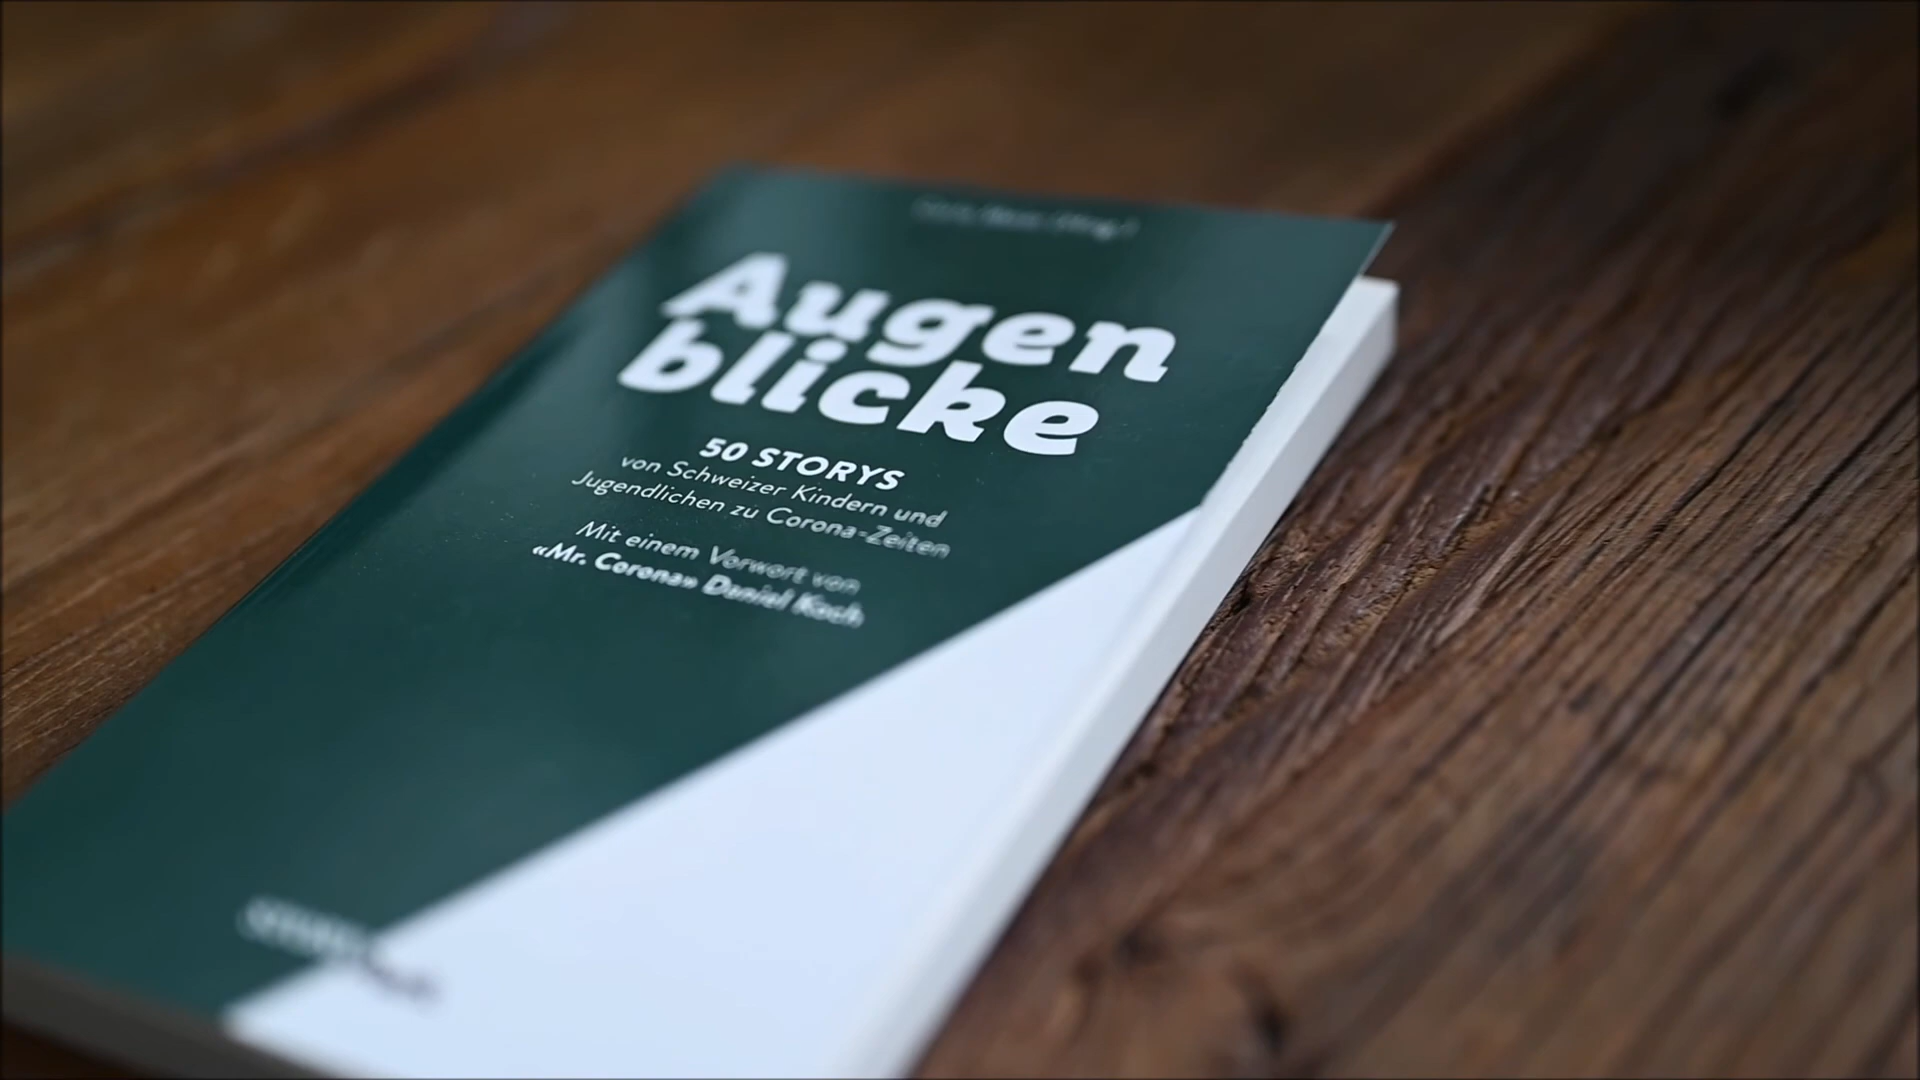 Augen
blicke
50 STORYS
von Schweizer Kindern und
Jugendlichen zu Corona-Zeiten
Mit einem Vorwort von
«Mr. Corona» Daniel Koch